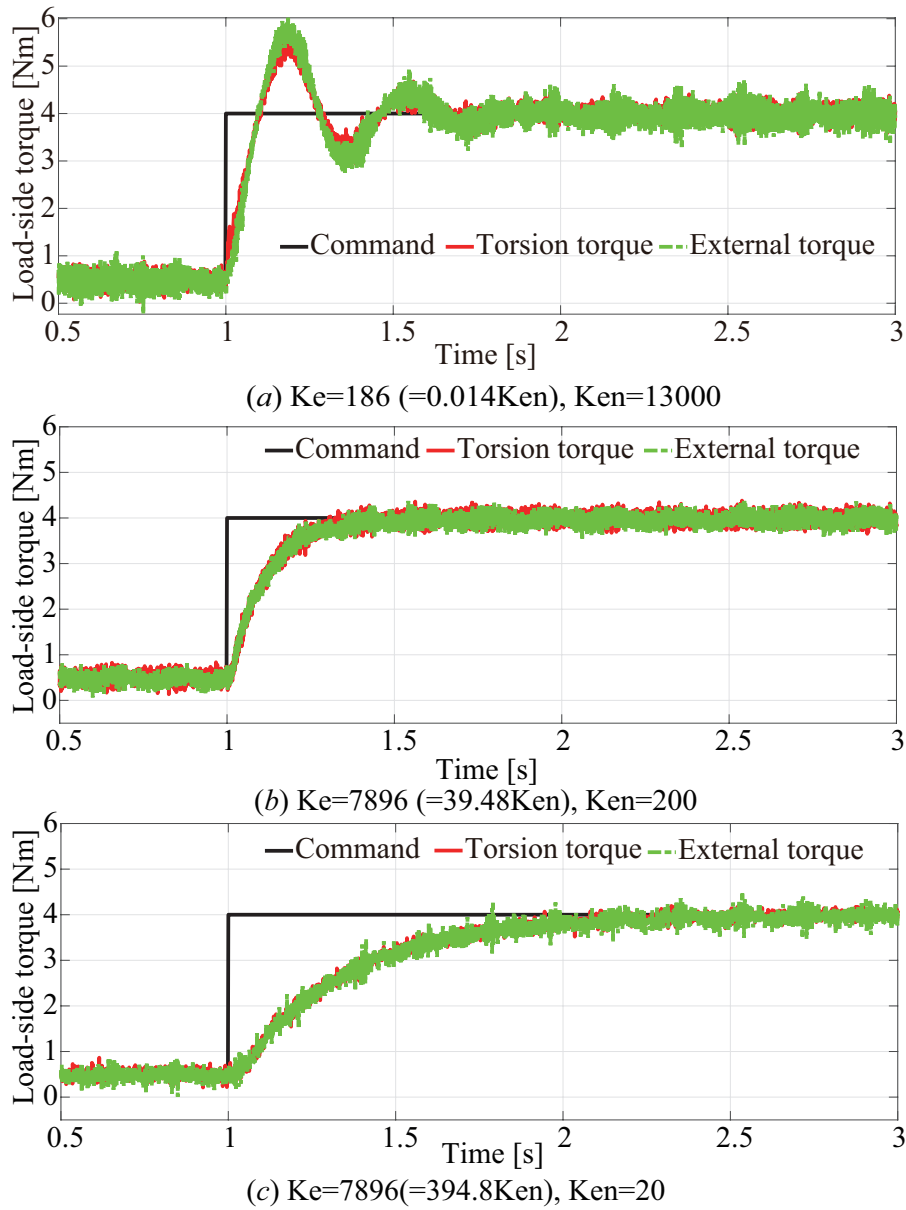 6
5
4
3
2
1
0
Load-side torque [Nm]
Command Torsion torque External torque
0.5 1 1.5 2 2.5 3
Time [s]
(a) Ke=186 (=0.014Ken), Ken=13000
6
5
4
3
2
1
0
Load-side torque [Nm]
Command Torsion torque External torque
0.5 1 1.5 2 2.5 3
Time [s]
(b) Ke=7896 (=39.48Ken), Ken=200
6
5
4
3
2
1
0
Load-side torque [Nm]
Command Torsion torque External torque
0.5 1 1.5 2 2.5 3
Time [s]
(c) Ke=7896(=394.8Ken), Ken=20